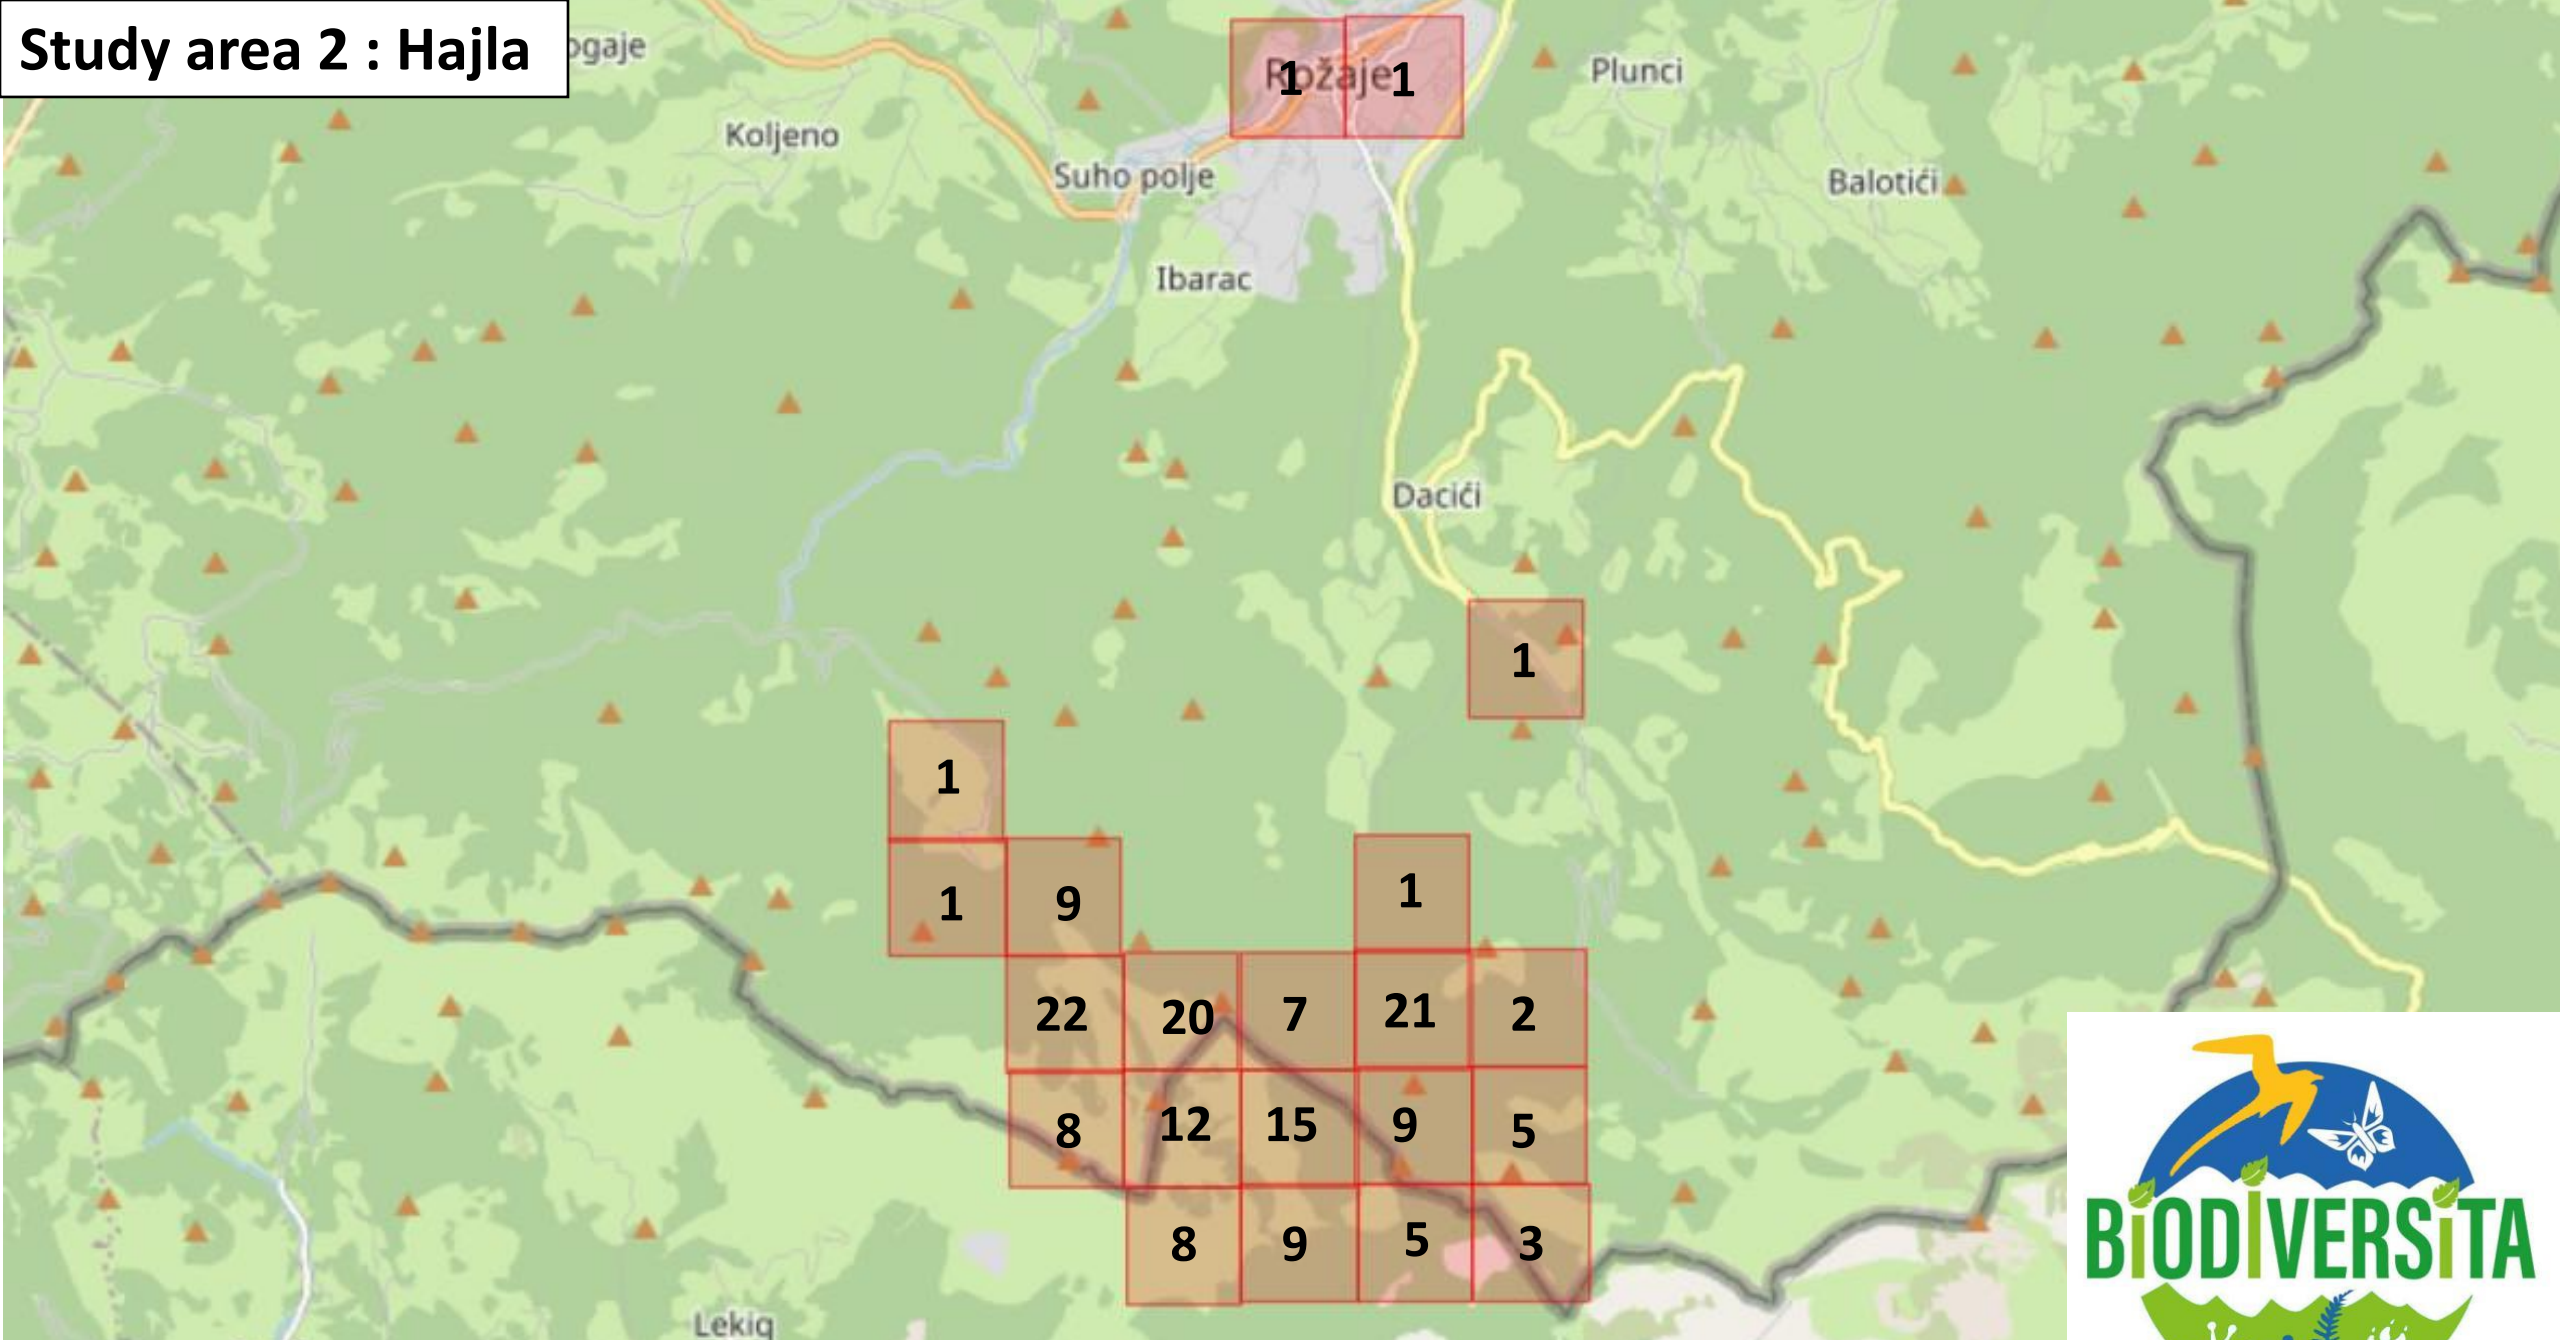 Study area 2 : Hajla
ogaje
Rožaje
1 1
Plunci
Koljeno
Suho polje
Balotići
Ibarac
Dacići
1
1
1 9 1
22 20 7 21 2
8 12 15 9 5
8 9 5 3
Lekiq
BiODiVERSiTA